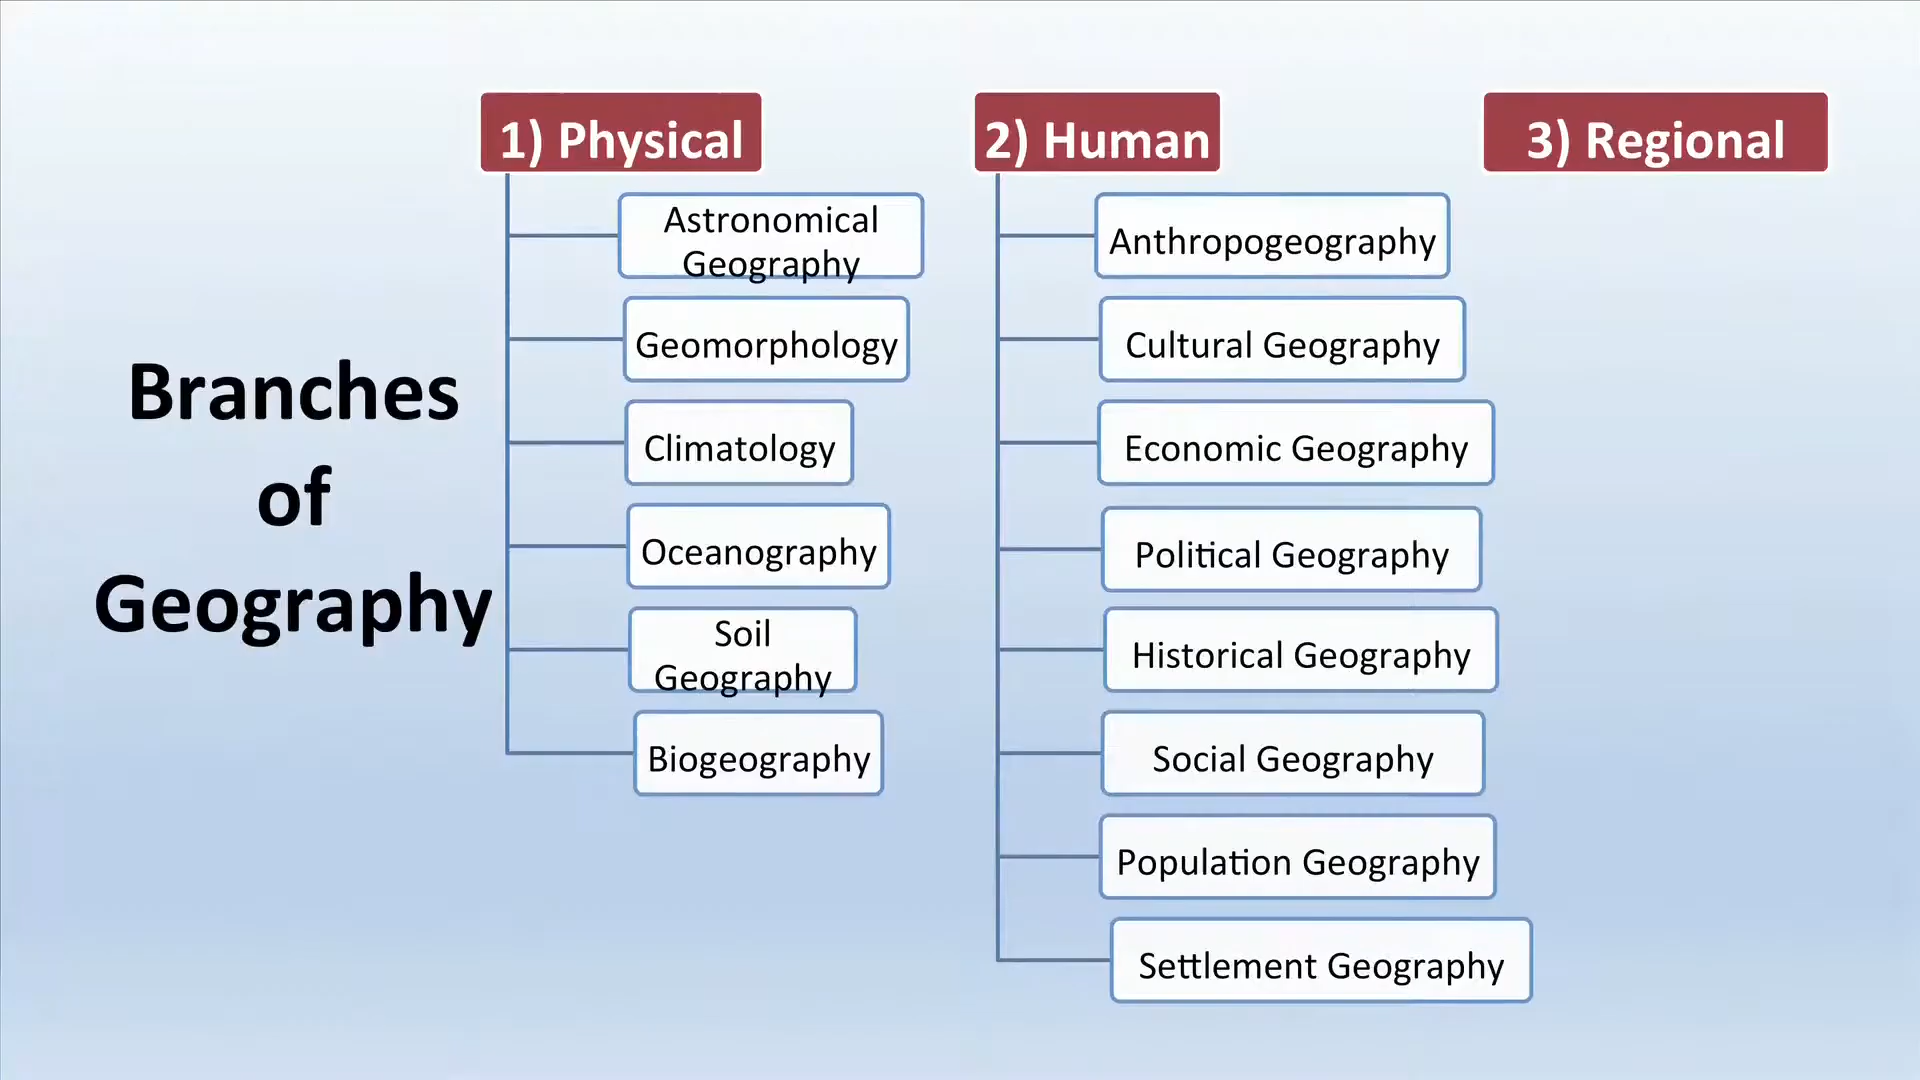 Branches
of
Geography
1) Physical
Astronomical
Geography
Geomorphology
Climatology
Oceanography
Soil
Geography
Biogeography
2) Human
Anthropogeography
Cultural Geography
Economic Geography
Political Geography
Historical Geography
Social Geography
Population Geography
Settlement Geography
3) Regional